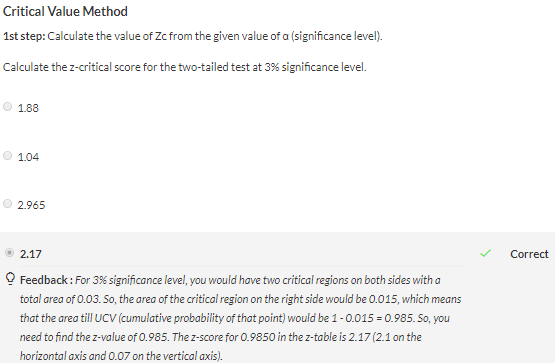 Critical Value Method
1st step: Calculate the value of Zc from the given value of α (significance level).
Calculate the z-critical score for the two-tailed test at 3% significance level.
1.88
1.04
2.965
2.17
Correct
Feedback : For 3% significance level, you would have two critical regions on both sides with a
total area of 0.03. So, the area of the critical region on the right side would be 0.015, which means
that the area till UCV (cumulative probability of that point) would be 1 - 0.015 = 0.985. So, you
need to find the z-value of 0.985. The z-score for 0.9850 in the z-table is 2.17 (2.1 on the
horizontal axis and 0.07 on the vertical axis).